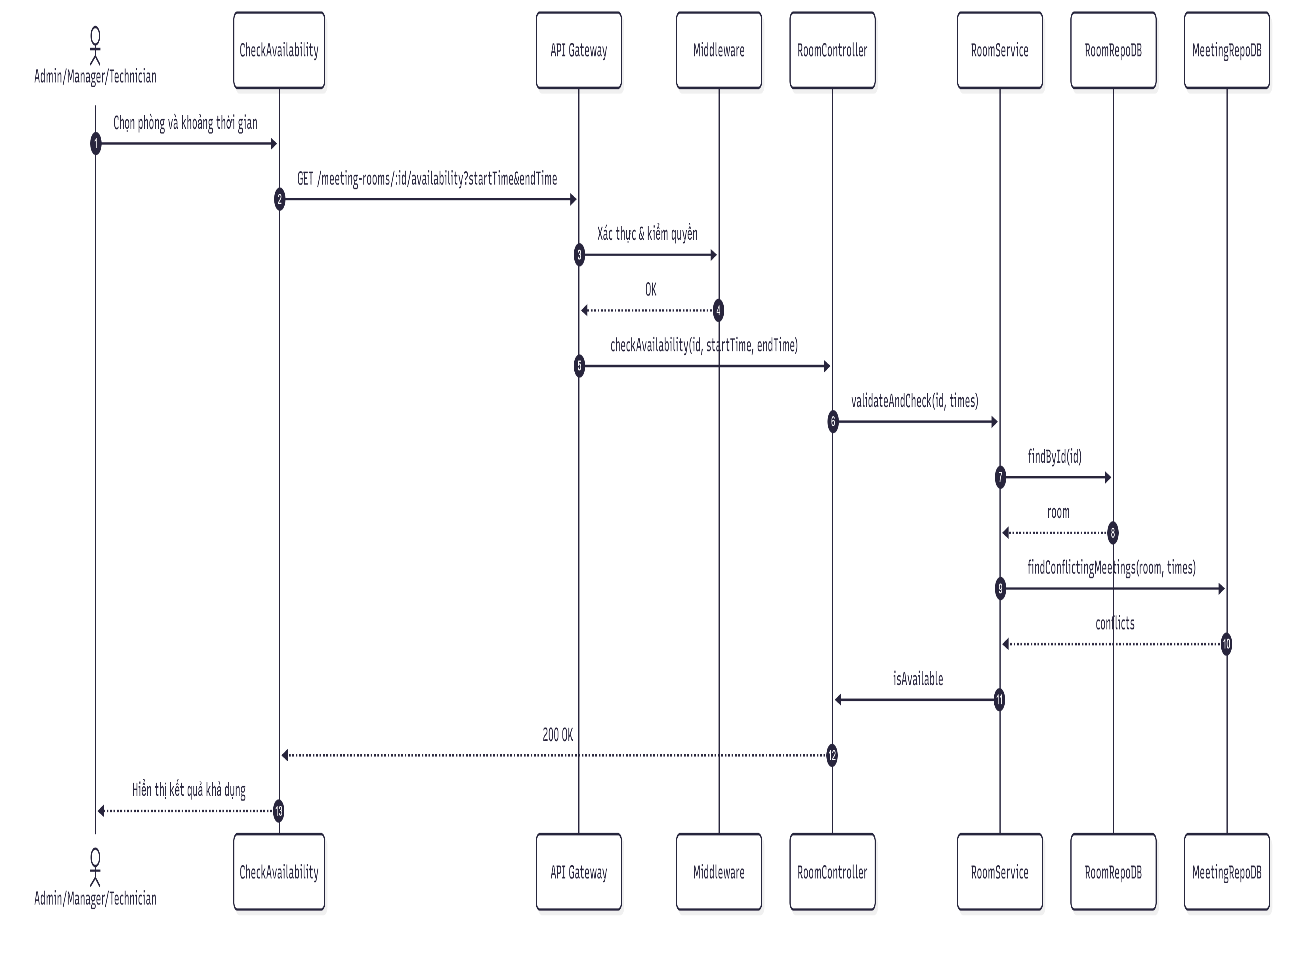 CheckAvailability
API Gateway
Middleware
RoomController
RoomService
RoomRepoDB
MeetingRepoDB
Admin/Manager/Technician
Chọn phòng và khoảng thời gian
1
GET /meeting-rooms/:id/availability?startTime&endTime
2
Xác thực & kiểm quyền
3
OK
4
checkAvailability(id, startTime, endTime)
5
validateAndCheck(id, times)
6
findById(id)
7
room
8
findConflictingMeetings(room, times)
9
conflicts
10
isAvailable
11
200 OK
12
Hiển thị kết quả khả dụng
13
CheckAvailability
API Gateway
Middleware
RoomController
RoomService
RoomRepoDB
MeetingRepoDB
Admin/Manager/Technician